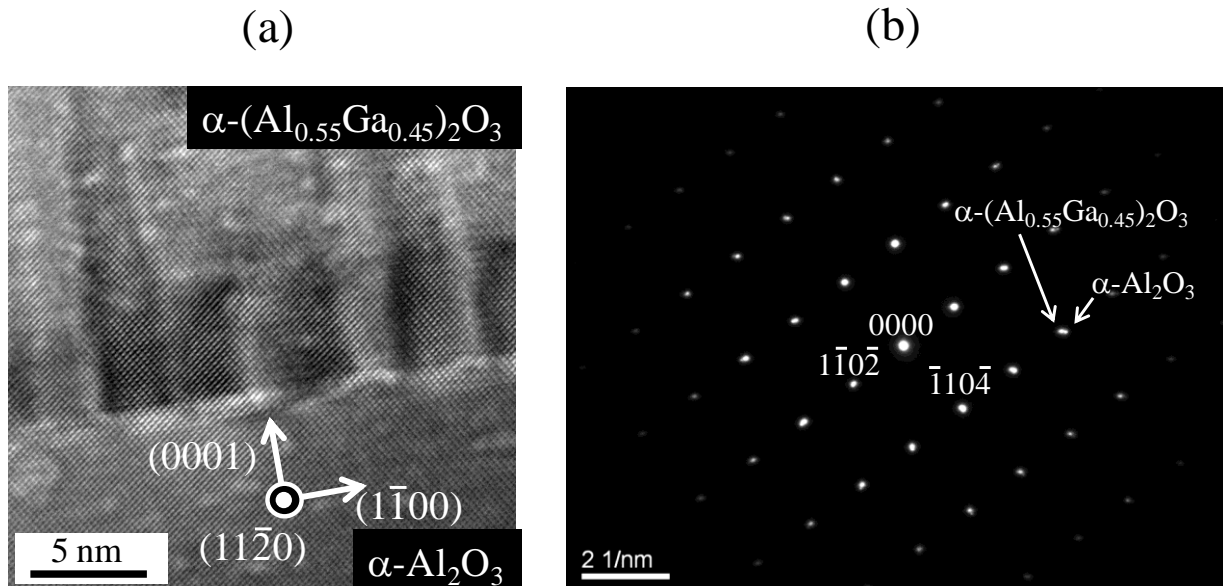 (a)
(b)
α-(Al₀.₅₅Ga₀.₄₅)₂O₃
(0001)
(11̅00)
(112̅0)
5 nm
α-Al₂O₃
α-(Al₀.₅₅Ga₀.₄₅)₂O₃
α-Al₂O₃
0000
11̅02̅
1̅104̅
2 1/nm